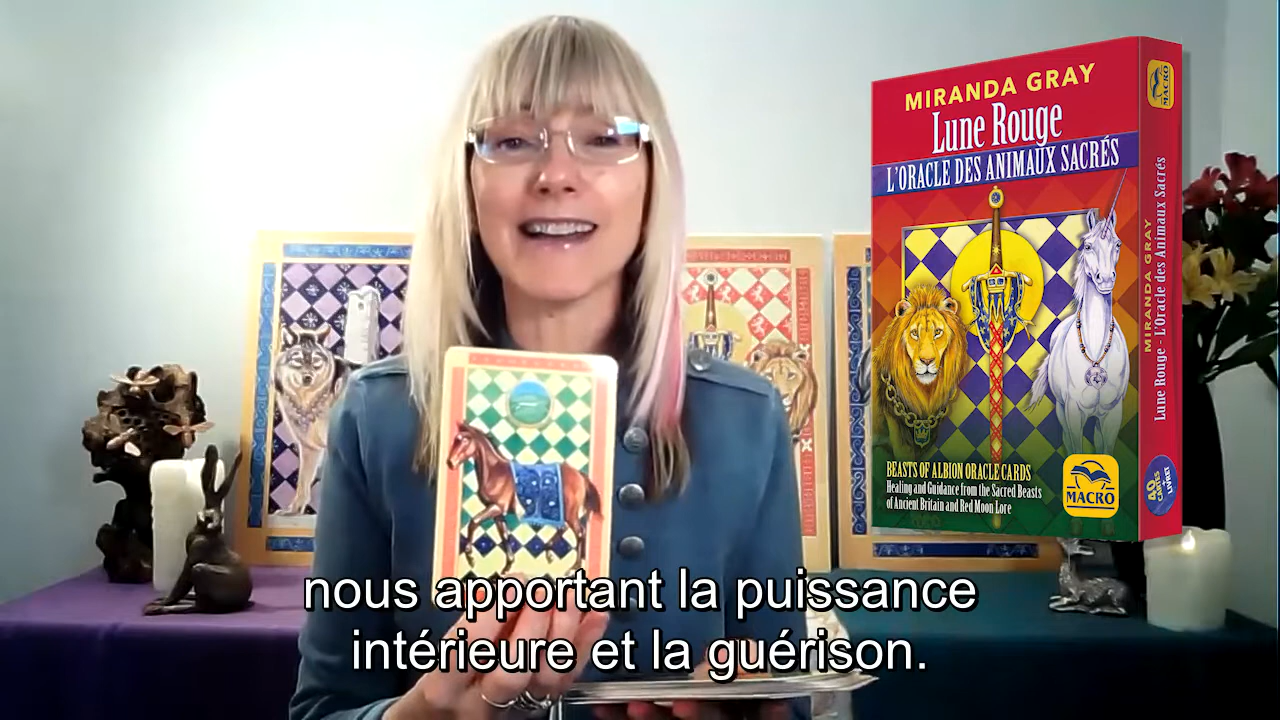 MIRANDA GRAY
Lune Rouge
L'ORACLE DES ANIMAUX SACRÉS
BEASTS OF ALBION ORACLE CARDS
Healing and Guidance from the Sacred Beasts
of Ancient Britain and Red Moon Lore
MACRO
MACRO
MIRANDA GRAY
Lune Rouge - L'Oracle des Animaux Sacrés
40
CARTES
+
LIVRET
nous apportant la puissance
intérieure et la guérison.